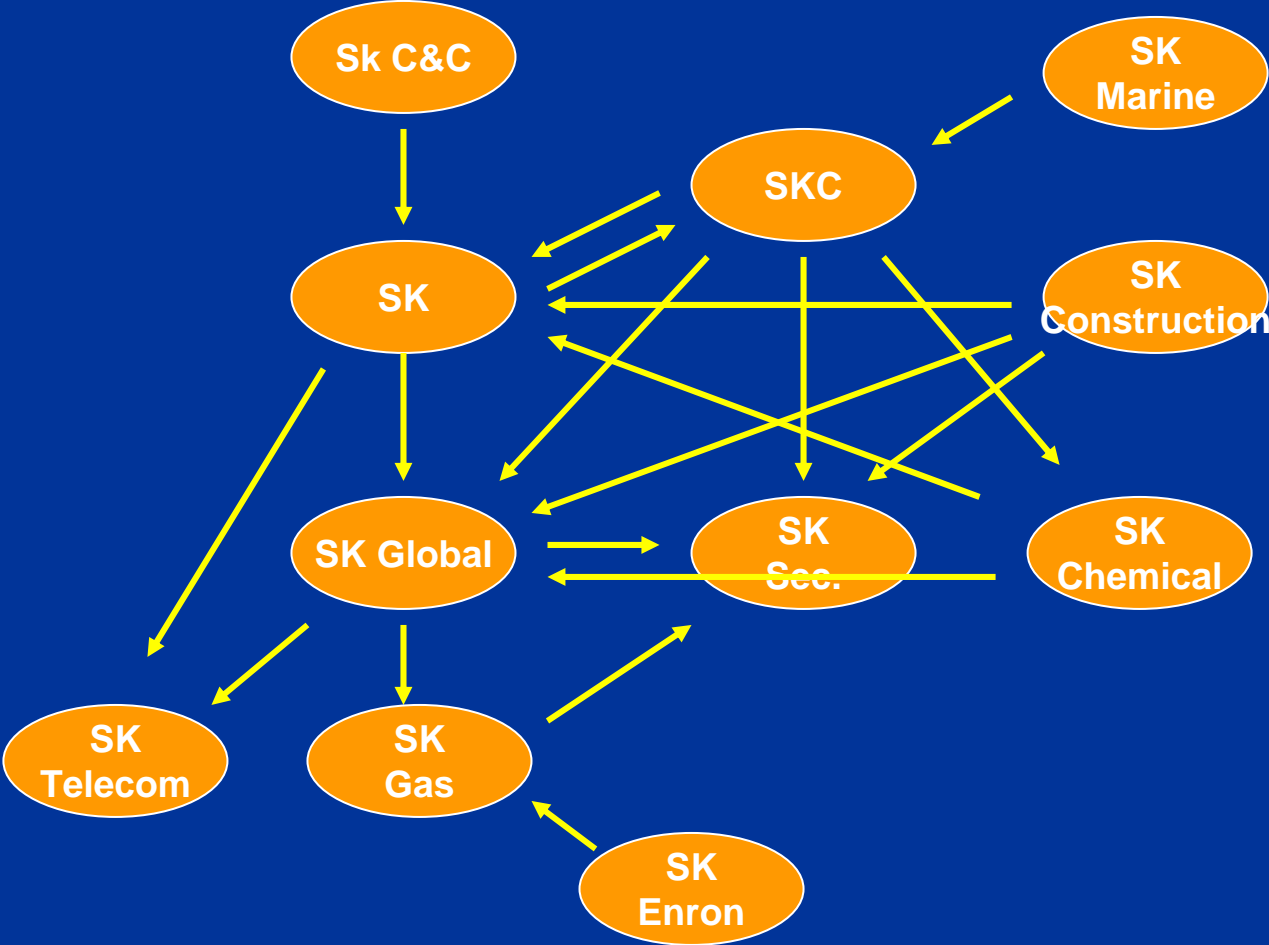 Sk C&C
SK
Marine
SKC
SK
SK
Construction
SK Global
SK
Sec.
SK
Chemical
SK
Telecom
SK
Gas
SK
Enron